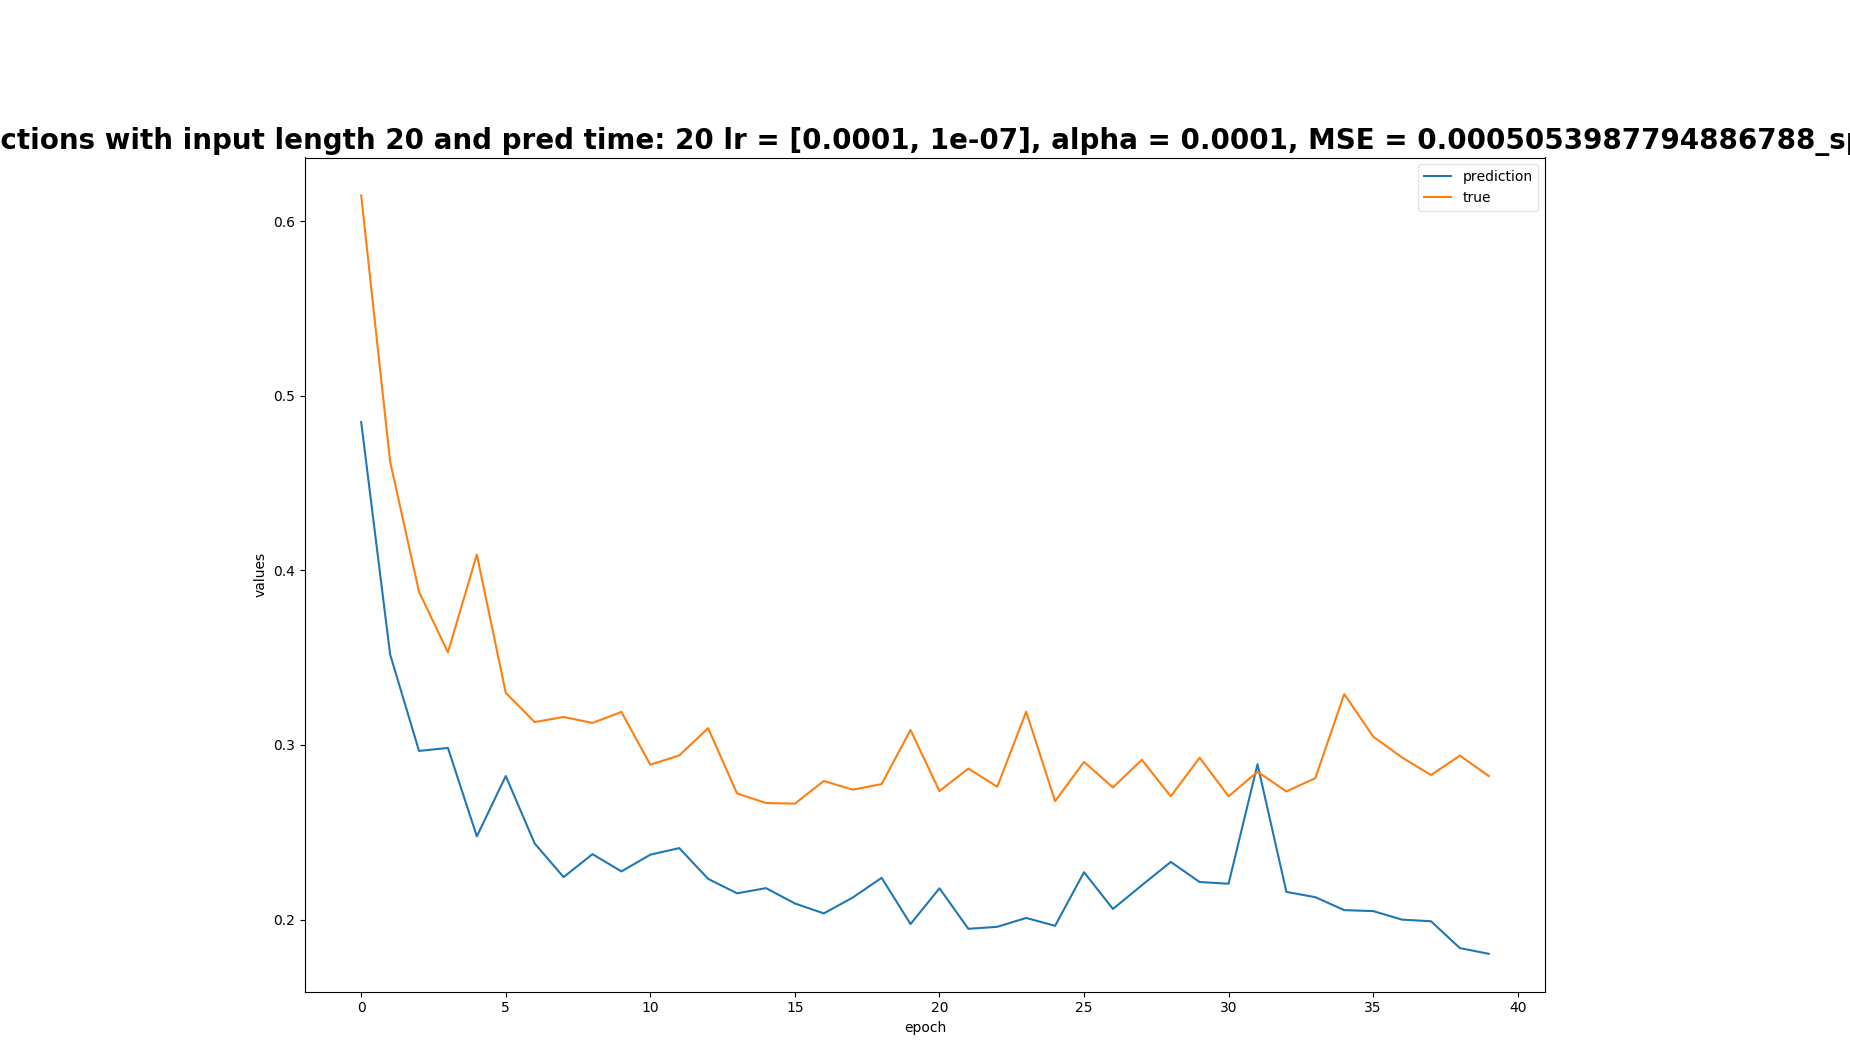 ctions with input length 20 and pred time: 20 lr = [0.0001, 1e-07], alpha = 0.0001, MSE = 0.0005053987794886788_sp
prediction
true
0.6
0.5
0.4
0.3
0.2
values
0 5 10 15 20 25 30 35 40
epoch